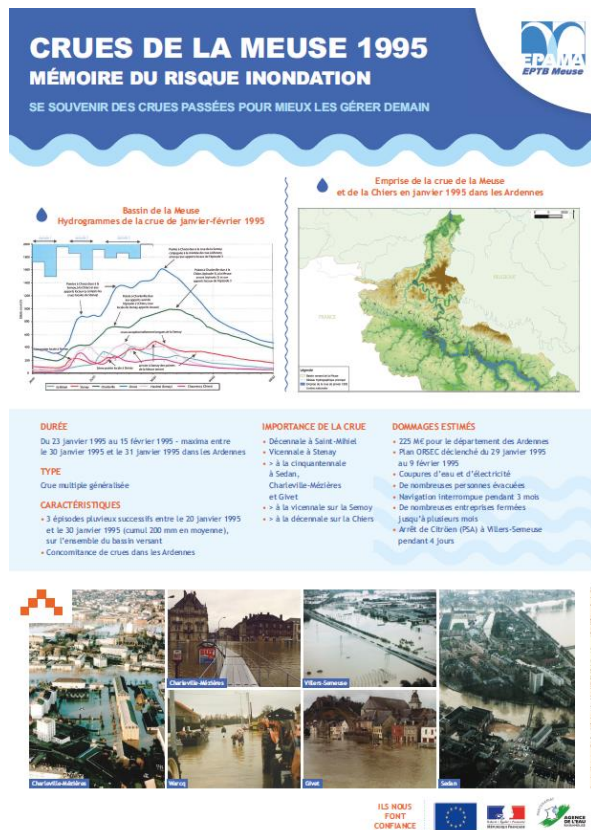 CRUES DE LA MEUSE 1995
MÉMOIRE DU RISQUE INONDATION
SE SOUVENIR DES CRUES PASSÉES POUR MIEUX LES GÉRER DEMAIN
EPAMA
EPTB Meuse
Bassin de la Meuse
Hydrogrammes de la crue de janvier-février 1995
Emprise de la crue de la Meuse
et de la Chiers en janvier 1995 dans les Ardennes
DURÉE
Du 23 janvier 1995 au 15 février 1995 - maxima entre
le 30 janvier 1995 et le 31 janvier 1995 dans les Ardennes
TYPE
Crue multiple généralisée
CARACTÉRISTIQUES
• 3 épisodes pluvieux successifs entre le 20 janvier 1995
et le 30 janvier 1995 (cumul 200 mm en moyenne),
sur l'ensemble du bassin versant
• Concomitance de crues dans les Ardennes
IMPORTANCE DE LA CRUE
• Décennale à Saint-Mihiel
• Vicennale à Stenay
• > à la cinquantennale
à Sedan,
Charleville-Mézières
et Givet
• > à la vicennale sur la Semoy
• > à la décennale sur la Chiers
DOMMAGES ESTIMÉS
• 225 M€ pour le département des Ardennes
• Plan ORSEC déclenché du 29 janvier 1995
au 9 février 1995
• Coupures d'eau et d'électricité
• De nombreuses personnes évacuées
• Navigation interrompue pendant 3 mois
• De nombreuses entreprises fermées
jusqu'à plusieurs mois
• Arrêt de Citröen (PSA) à Villers-Semeuse
pendant 4 jours
Charleville-Mézières
Villers-Semeuse
Charleville-Mézières
Warcq
Givet
Sedan
ILS NOUS
FONT
CONFIANCE
AGENCE
DE L'EAU